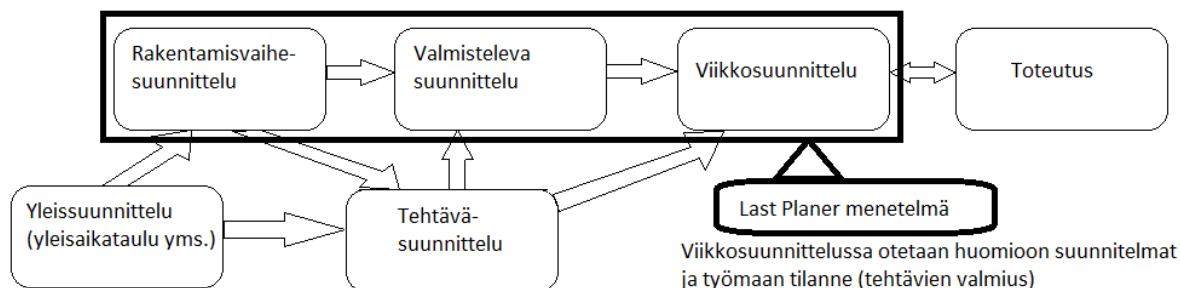 Rakentamisvaihe-
suunnittelu
Valmisteleva
suunnittelu
Viikkosuunnittelu
Toteutus
Yleissuunnittelu
(yleisaikataulu yms.)
Tehtävä-
suunnittelu
Last Planer menetelmä
Viikkosuunnittelussa otetaan huomioon suunnitelmat
ja työmaan tilanne (tehtävien valmius)